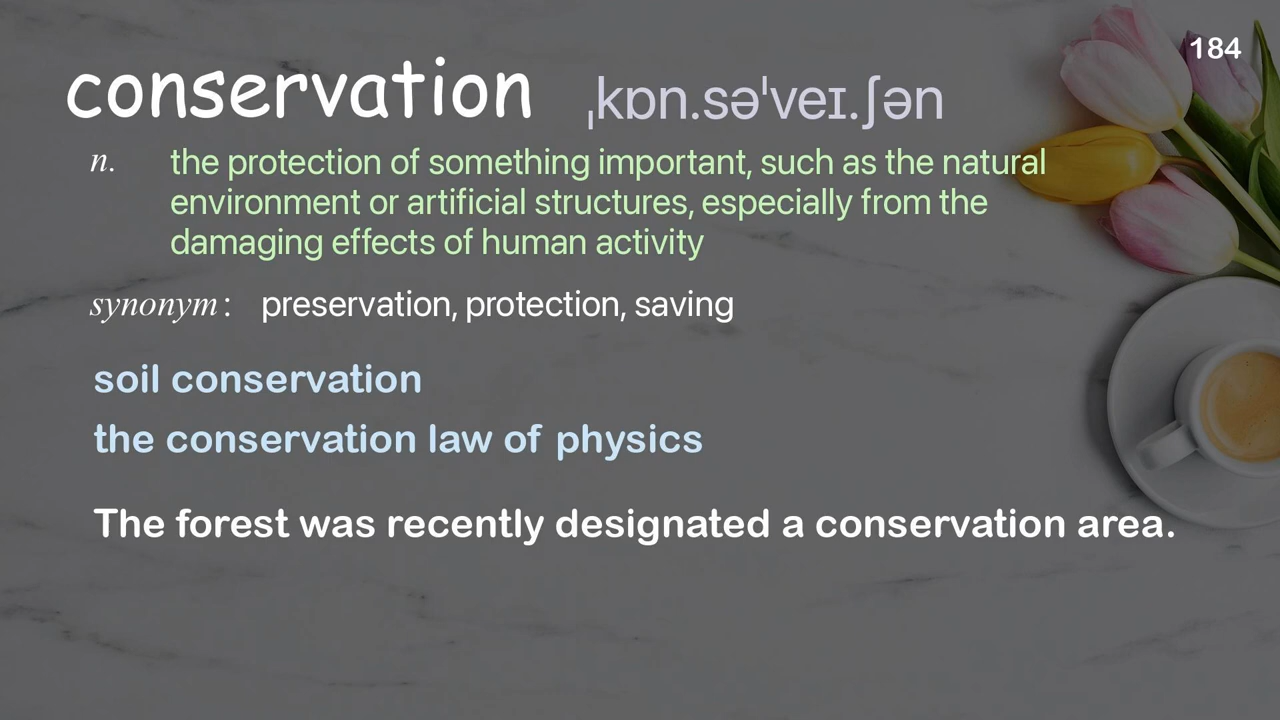 184
conservation ˌkɒn.səˈveɪ.ʃən
n. the protection of something important, such as the natural
environment or artificial structures, especially from the
damaging effects of human activity
synonym: preservation, protection, saving
soil conservation
the conservation law of physics
The forest was recently designated a conservation area.